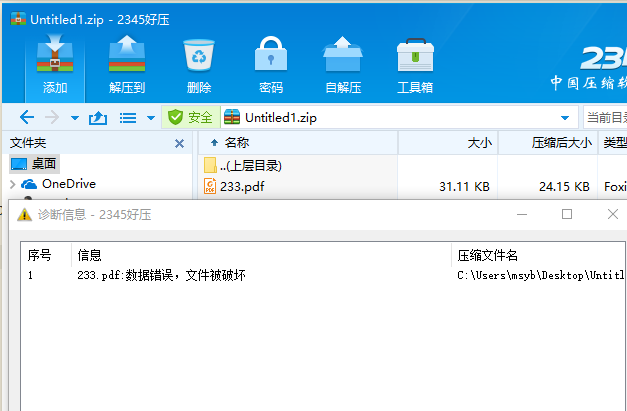 Untitled1.zip - 2345好压
添加 解压到 删除 密码 自解压 工具箱
中国压缩软
安全 Untitled1.zip 当前目录
文件夹 名称 大小 压缩后大小 类型
桌面 ..(上层目录)
OneDrive 233.pdf 31.11 KB 24.15 KB Foxi
诊断信息 - 2345好压
序号 信息 压缩文件名
1 233.pdf:数据错误，文件被破坏 C:\Users\msyb\Desktop\Untitl